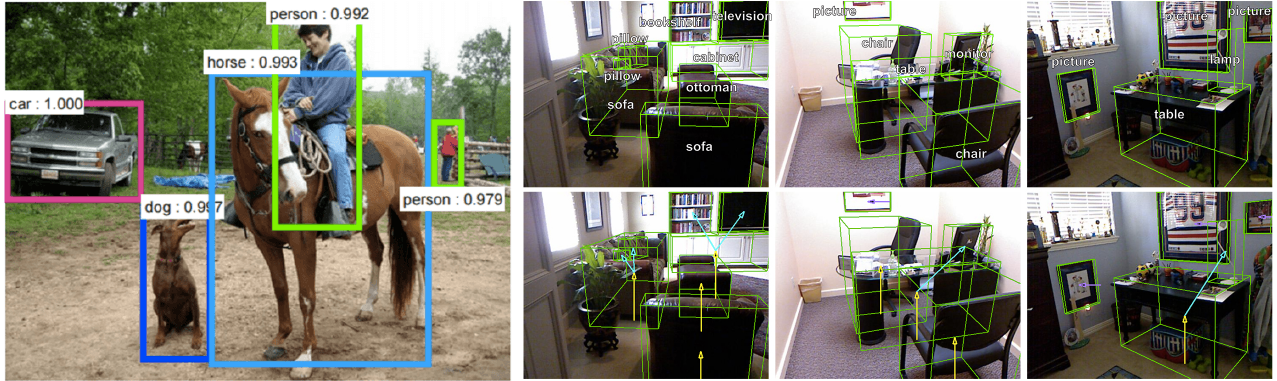 person : 0.992
horse : 0.993
car : 1.000
dog : 0.997
person : 0.979
television
bookshelf
pillow
cabinet
pillow
ottoman
sofa
sofa
picture
chair
monitor
table
chair
picture
picture
lamp
picture
table
99